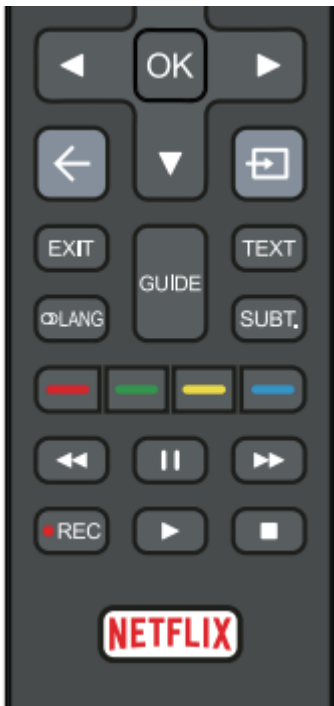 OK
EXIT
TEXT
GUIDE
LANG
SUBT.
REC
NETFLIX